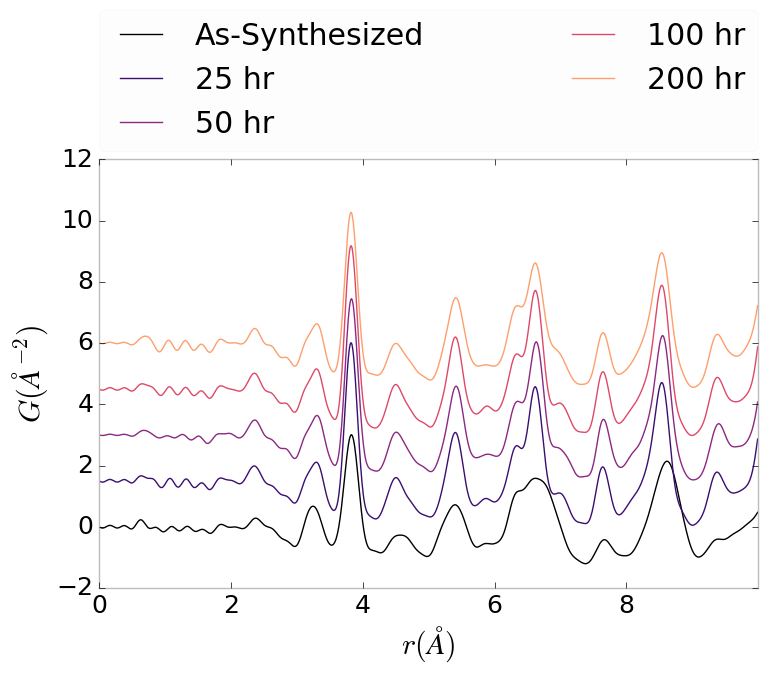 As-Synthesized
25 hr
50 hr
100 hr
200 hr
12
10
8
6
4
2
0
−2
G(Å⁻²)
0 2 4 6 8
r(Å)